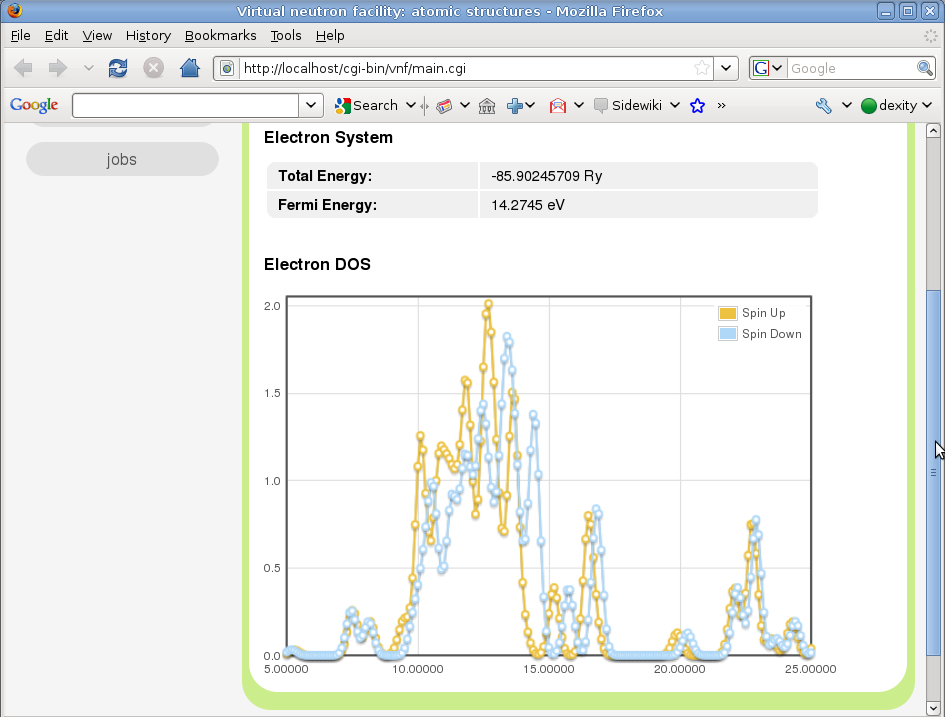 Virtual neutron facility: atomic structures - Mozilla Firefox
File Edit View History Bookmarks Tools Help
http://localhost/cgi-bin/vnf/main.cgi
G Google
Google Search Sidewiki » dexity
jobs
Electron System
Total Energy: -85.90245709 Ry
Fermi Energy: 14.2745 eV
Electron DOS
2.0
Spin Up
Spin Down
1.5
1.0
0.5
0.0
5.00000 10.00000 15.00000 20.00000 25.00000